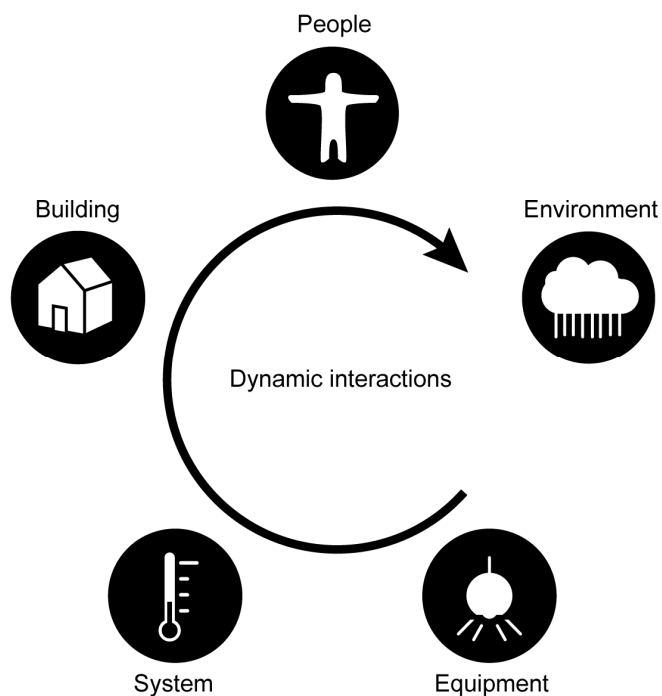 People
Building
Environment
Dynamic interactions
System
Equipment